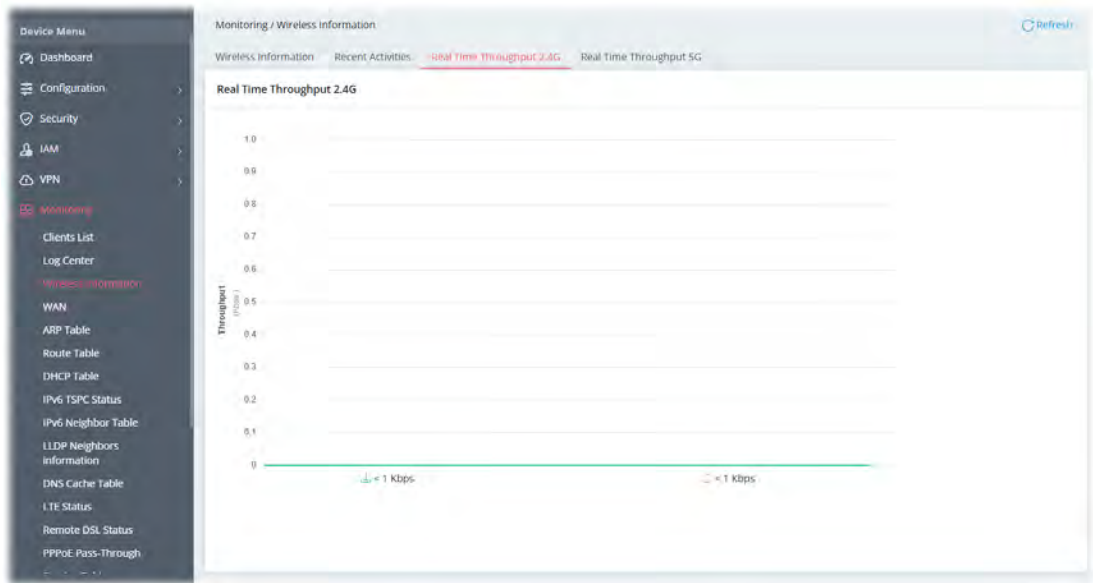 Device Menu
Dashboard
Configuration
Security
IAM
VPN
Monitoring
Clients List
Log Center
Wireless Information
WAN
ARP Table
Route Table
DHCP Table
IPv6 TSPC Status
IPv6 Neighbor Table
LLDP Neighbors
Information
DNS Cache Table
LTE Status
Remote DSL Status
PPPoE Pass-Through
Monitoring / Wireless Information
Refresh
Wireless Information Recent Activities Real Time Throughput 2.4G Real Time Throughput 5G
Real Time Throughput 2.4G
1.0
0.9
0.8
0.7
0.6
0.5
0.4
0.3
0.2
0.1
0
Throughput
< 1 Kbps < 1 Kbps